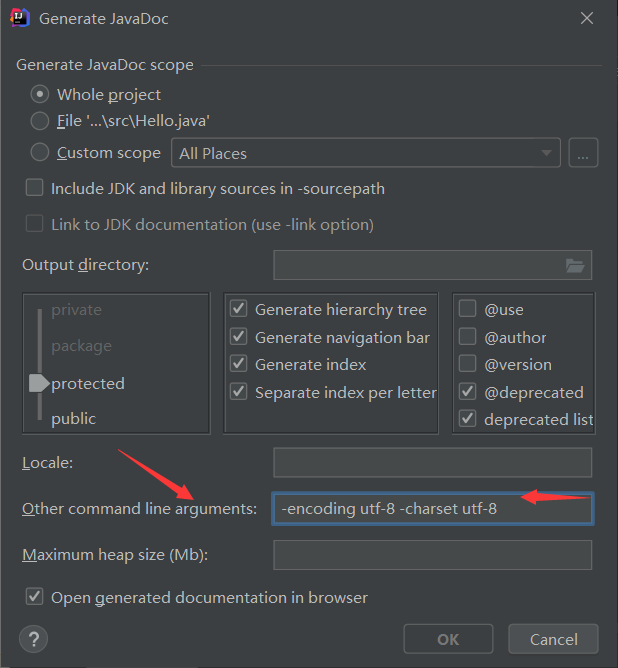 Generate JavaDoc
Generate JavaDoc scope
Whole project
File '...\src\Hello.java'
Custom scope All Places ...
Include JDK and library sources in -sourcepath
Link to JDK documentation (use -link option)
Output directory:
private
package
protected
public
Generate hierarchy tree
Generate navigation bar
Generate index
Separate index per letter
@use
@author
@version
@deprecated
deprecated list
Locale:
Other command line arguments: -encoding utf-8 -charset utf-8
Maximum heap size (Mb):
Open generated documentation in browser
? OK Cancel